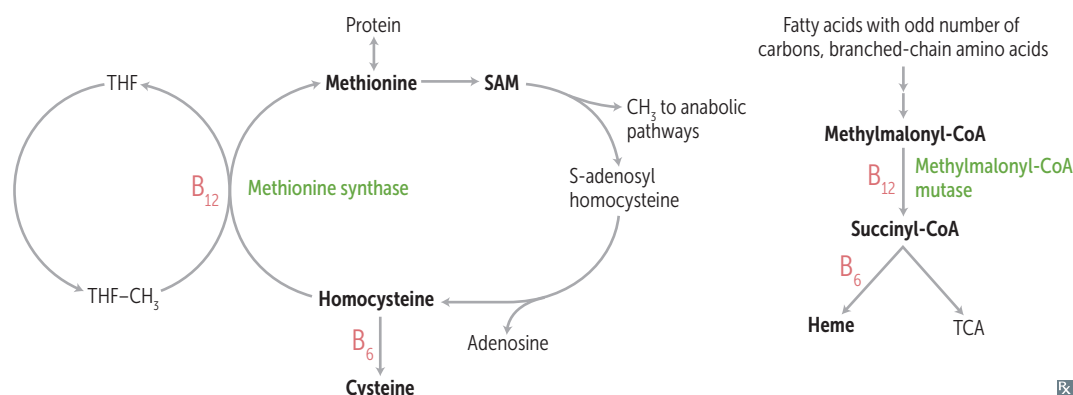 Protein
THF
Methionine
SAM
CH₃ to anabolic
pathways
B₁₂
Methionine synthase
S-adenosyl
homocysteine
THF–CH₃
Homocysteine
B₆
Adenosine
Cysteine
Fatty acids with odd number of
carbons, branched-chain amino acids
Methylmalonyl-CoA
B₁₂
Methylmalonyl-CoA
mutase
Succinyl-CoA
B₆
Heme
TCA
Rx